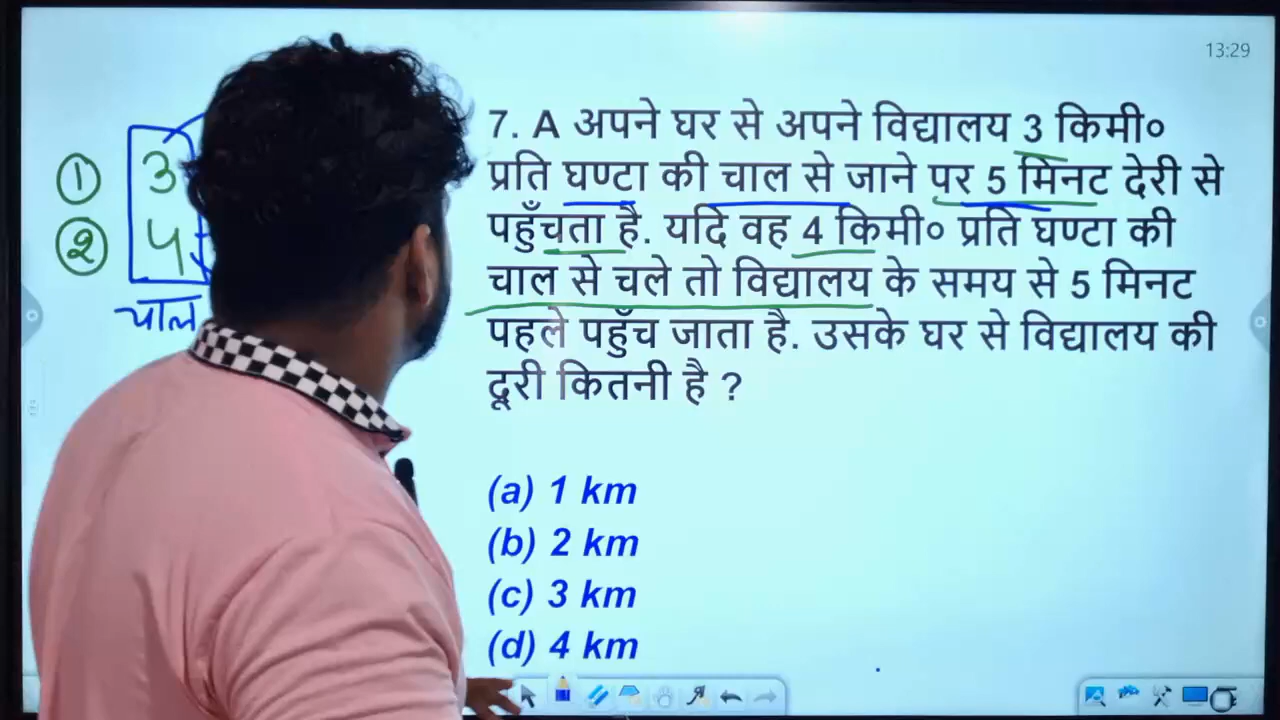 13:29
① 3
② 4
चाल
7. A अपने घर से अपने विद्यालय 3 किमी०
प्रति घण्टा की चाल से जाने पर 5 मिनट देरी से
पहुँचता है. यदि वह 4 किमी० प्रति घण्टा की
चाल से चले तो विद्यालय के समय से 5 मिनट
पहले पहुँच जाता है. उसके घर से विद्यालय की
दूरी कितनी है ?
(a) 1 km
(b) 2 km
(c) 3 km
(d) 4 km